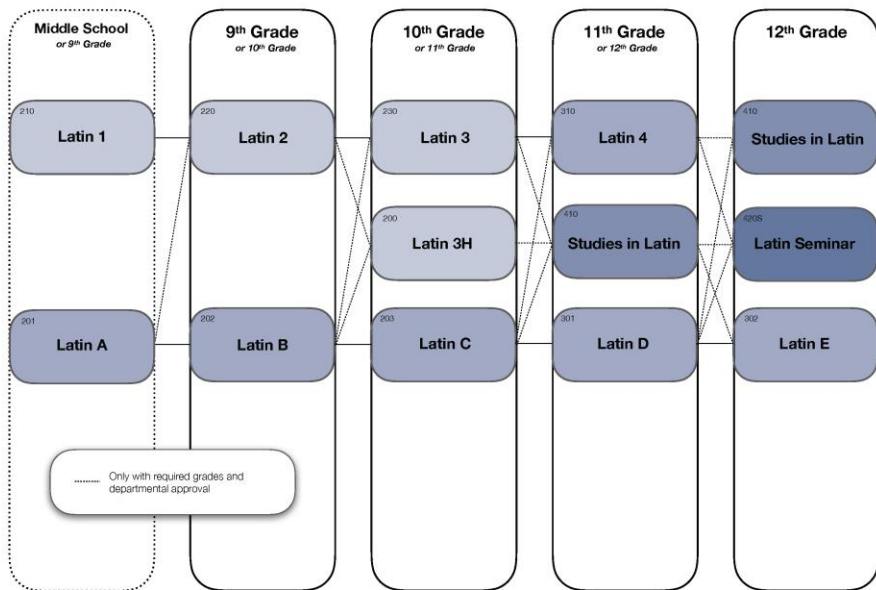 Middle School
or 9th Grade
9th Grade
or 10th Grade
10th Grade
or 11th Grade
11th Grade
or 12th Grade
12th Grade
210
Latin 1
220
Latin 2
230
Latin 3
310
Latin 4
410
Studies in Latin
200
Latin 3H
410
Studies in Latin
420S
Latin Seminar
201
Latin A
202
Latin B
203
Latin C
301
Latin D
302
Latin E
Only with required grades and
departmental approval